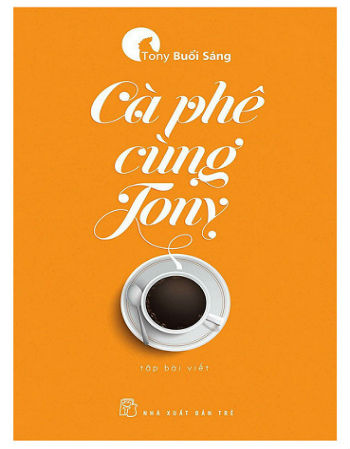 Tony Buổi Sáng
Cà phê
cùng
Tony
tập bài viết
NHÀ XUẤT BẢN TRẺ